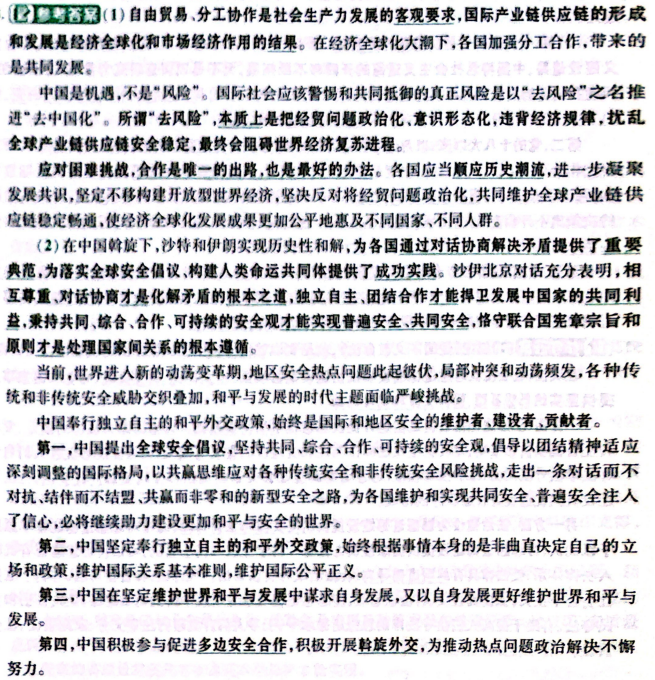 参考答案(1)自由贸易、分工协作是社会生产力发展的客观要求,国际产业链供应链的形成
和发展是经济全球化和市场经济作用的结果。在经济全球化大潮下,各国加强分工合作,带来的
是共同发展。
中国是机遇,不是“风险”。国际社会应该警惕和共同抵御的真正风险是以“去风险”之名推
进“去中国化”。所谓“去风险”,本质上是把经贸问题政治化、意识形态化,违背经济规律,扰乱
全球产业链供应链安全稳定,最终会阻碍世界经济复苏进程。
应对困难挑战,合作是唯一的出路,也是最好的办法。各国应当顺应历史潮流,进一步凝聚
发展共识,坚定不移构建开放型世界经济,坚决反对将经贸问题政治化,共同维护全球产业链供
应链稳定畅通,使经济全球化发展成果更加公平地惠及不同国家、不同人群。
(2)在中国斡旋下,沙特和伊朗实现历史性和解,为各国通过对话协商解决矛盾提供了重要
典范,为落实全球安全倡议、构建人类命运共同体提供了成功实践。沙伊北京对话充分表明,相
互尊重、对话协商才是化解矛盾的根本之道,独立自主、团结合作才能捍卫发展中国家的共同利
益,秉持共同、综合、合作、可持续的安全观才能实现普遍安全、共同安全,恪守联合国宪章宗旨和
原则才是处理国家间关系的根本遵循。
当前,世界进入新的动荡变革期,地区安全热点问题此起彼伏,局部冲突和动荡频发,各种传
统和非传统安全威胁交织叠加,和平与发展的时代主题面临严峻挑战。
中国奉行独立自主的和平外交政策,始终是国际和地区安全的维护者、建设者、贡献者。
第一,中国提出全球安全倡议,坚持共同、综合、合作、可持续的安全观,倡导以团结精神适应
深刻调整的国际格局,以共赢思维应对各种传统安全和非传统安全风险挑战,走出一条对话而不
对抗、结伴而不结盟、共赢而非零和的新型安全之路,为各国维护和实现共同安全、普遍安全注入
了信心,必将继续助力建设更加和平与安全的世界。
第二,中国坚定奉行独立自主的和平外交政策,始终根据事情本身的是非曲直决定自己的立
场和政策,维护国际关系基本准则,维护国际公平正义。
第三,中国在坚定维护世界和平与发展中谋求自身发展,又以自身发展更好维护世界和平与
发展。
第四,中国积极参与促进多边安全合作,积极开展斡旋外交,为推动热点问题政治解决不懈
努力。